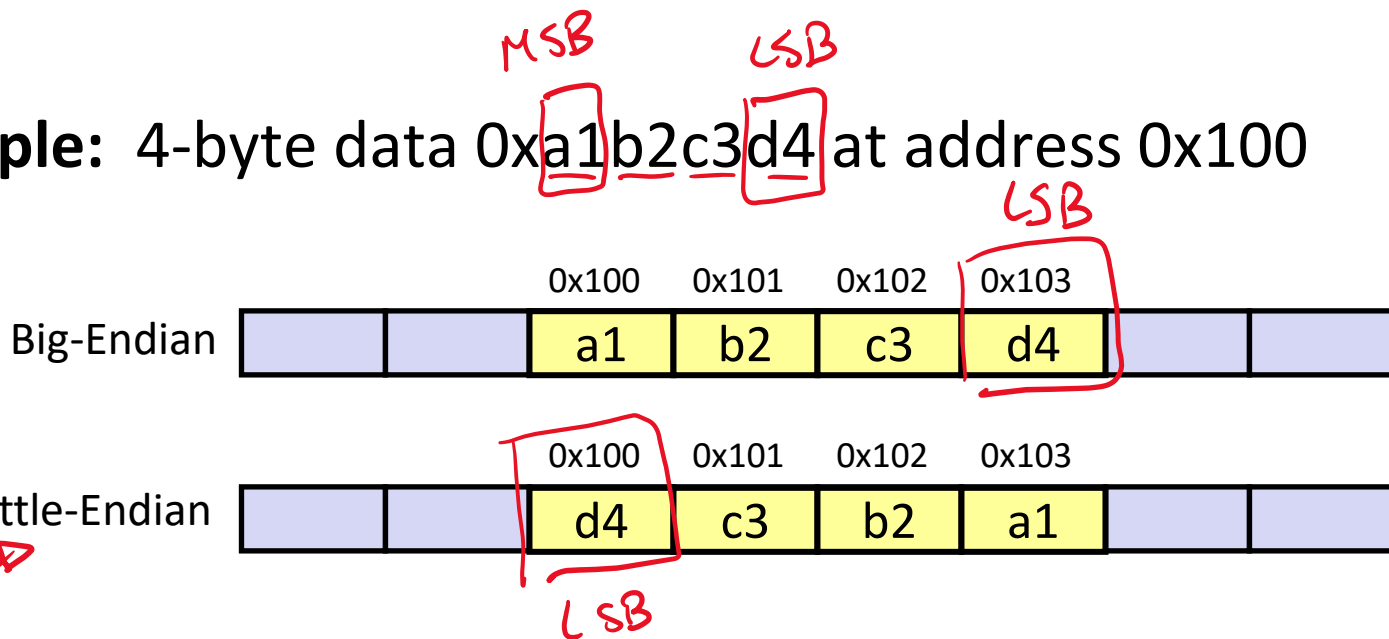 MSB LSB
ple: 4-byte data 0xa1b2c3d4 at address 0x100
LSB
0x100 0x101 0x102 0x103
Big-Endian a1 b2 c3 d4
0x100 0x101 0x102 0x103
ttle-Endian d4 c3 b2 a1
LSB